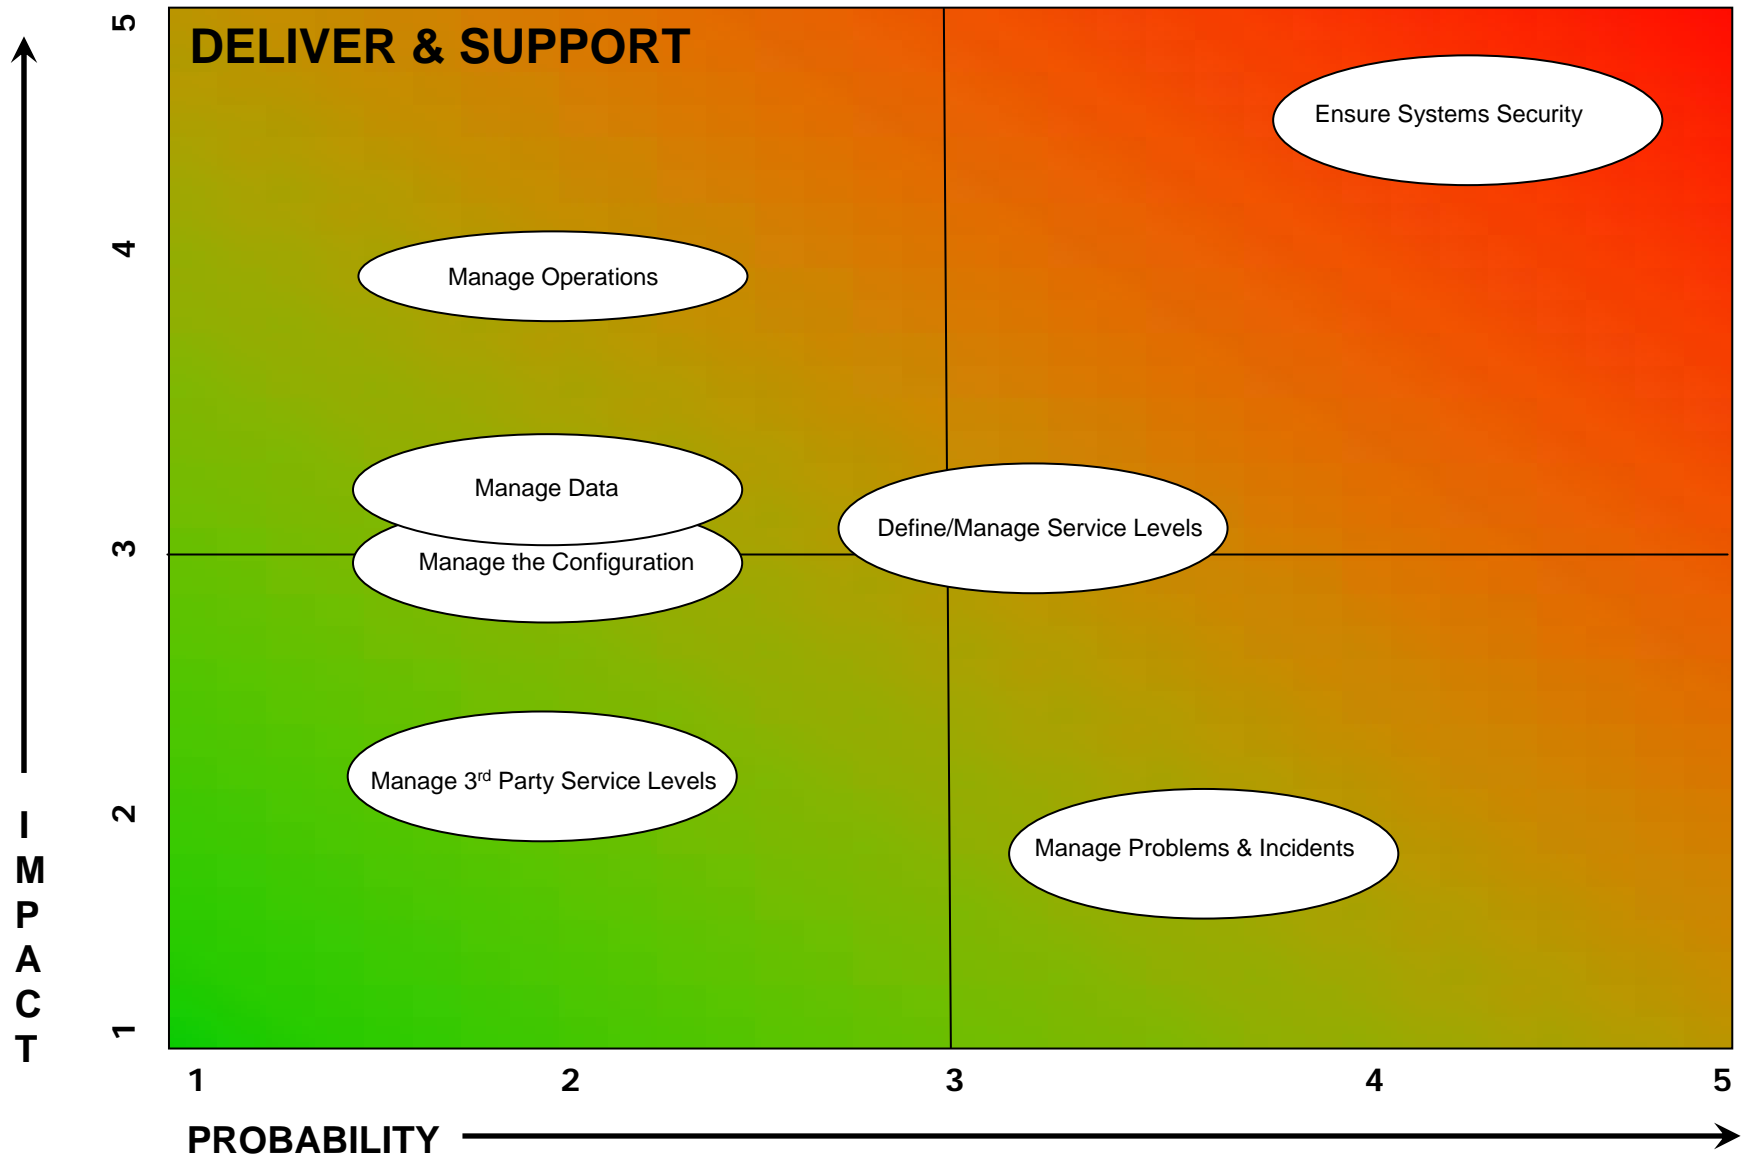 5
DELIVER & SUPPORT
Ensure Systems Security
4
Manage Operations
Manage Data
Define/Manage Service Levels
3
Manage the Configuration
Manage 3rd Party Service Levels
2
Manage Problems & Incidents
I
M
P
A
C
T
1
1 2 3 4 5
PROBABILITY